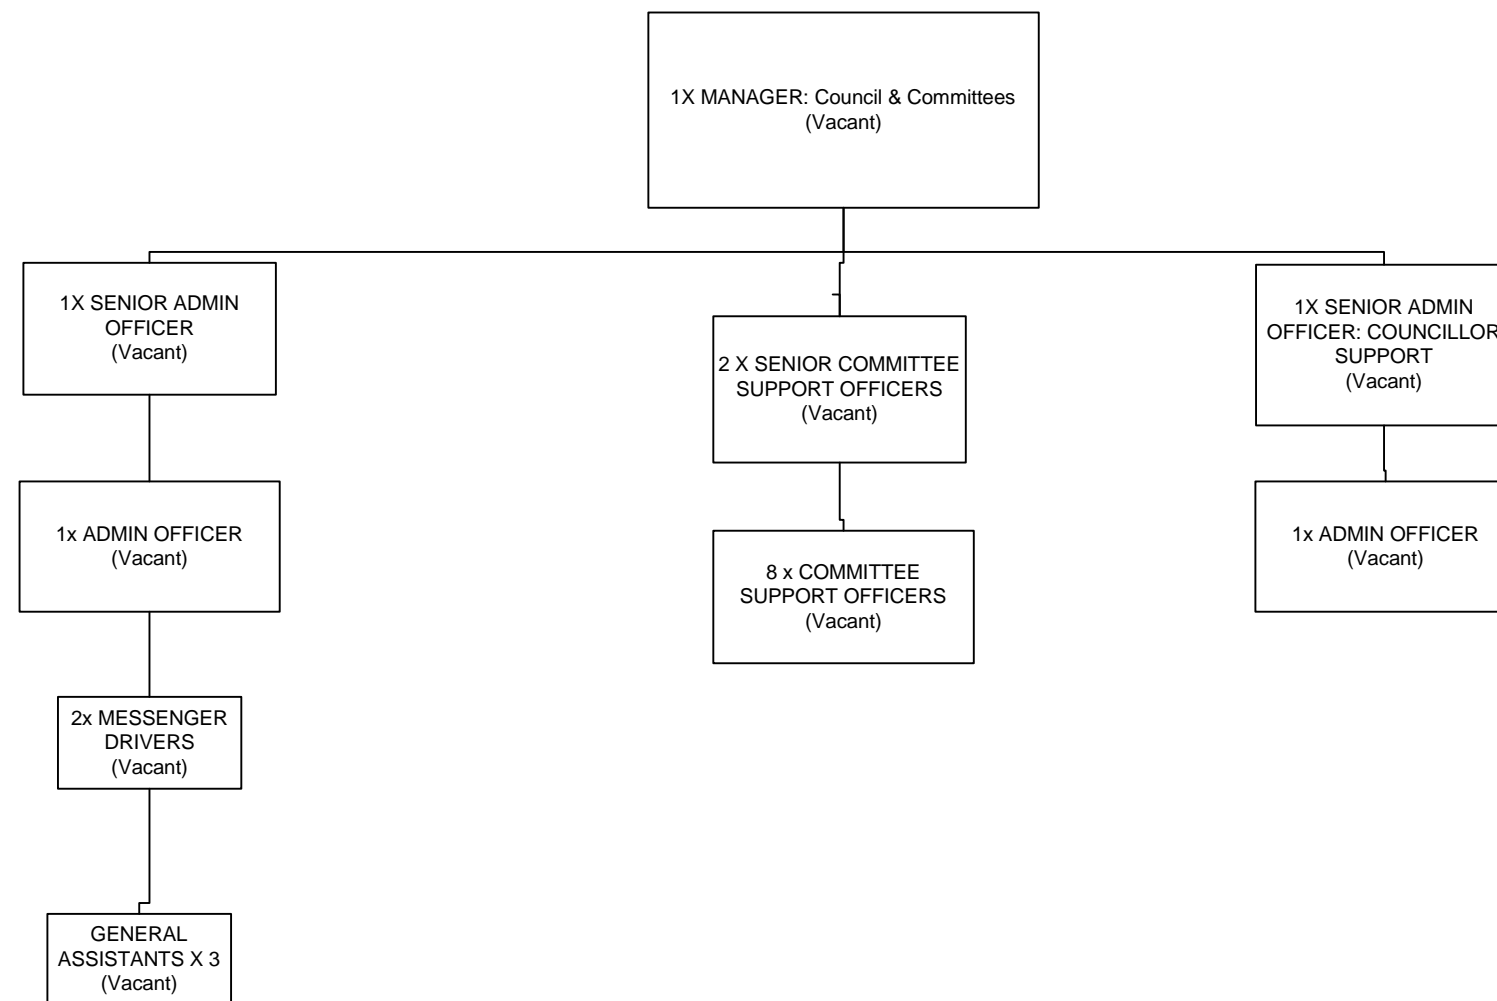 1X MANAGER: Council & Committees
(Vacant)
1X SENIOR ADMIN
OFFICER
(Vacant)
2 X SENIOR COMMITTEE
SUPPORT OFFICERS
(Vacant)
1X SENIOR ADMIN
OFFICER: COUNCILLOR
SUPPORT
(Vacant)
1x ADMIN OFFICER
(Vacant)
8 x COMMITTEE
SUPPORT OFFICERS
(Vacant)
1x ADMIN OFFICER
(Vacant)
2x MESSENGER
DRIVERS
(Vacant)
GENERAL
ASSISTANTS X 3
(Vacant)